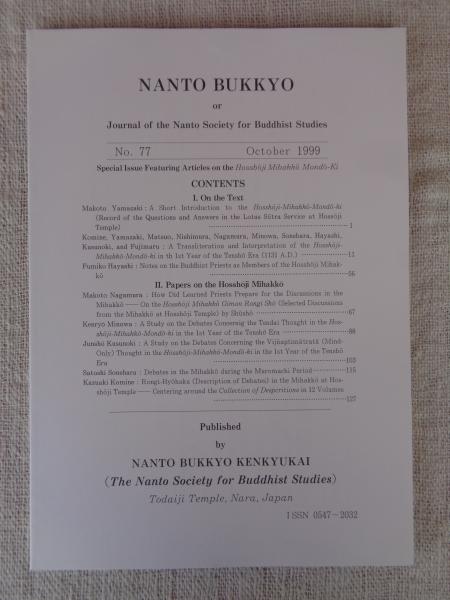 NANTO BUKKYO
or
Journal of the Nanto Society for Buddhist Studies
No. 77 October 1999
Special Issue Featuring Articles on the Hosshōji Mihakkō Mondō-Ki
CONTENTS
I. On the Text
Makoto Yamazaki : A Short Introduction to the Hosshōji-Mihakkō-Mondō-ki
(Record of the Questions and Answers in the Lotus Sūtra Service at Hossōji
Temple) 1
Komine, Yamazaki, Matsuo, Nishimura, Nagamura, Minowa, Sonehara, Hayashi,
Kusunoki, and Fujimaru : A Transliteration and Interpretation of the Hosshōji-
Mihakkō-Mondō-ki in the 1st Year of the Tenshō Era (1131 A.D.) 11
Fumiko Hayashi : Notes on the Buddhist Priests as Members of the Hosshōji Mihak-
kō 56
II. Papers on the Hosshōji Mihakkō
Makoto Nagamura : How Did Learned Priests Prepare for the Discussions in the
Mihakkō — On the Hosshōji Mihakkō Gimon Rongi Shō (Selected Discussions
from the Mihakkō at Hosshōji Temple) by Shūshō 67
Kenryo Minowa : A Study on the Debates Concernig the Tendai Thought in the Hos-
shōji-Mihakkō-Mondō-ki in the 1st Year of Tenshō Era 88
Junshō Kusunoki : A Study on the Debates Concerning the Vijñaptimātratā (Mind-
Only) Thought in the Hosshōji-Mihakkō-Mondō-ki in the 1st Year of the Tenshō
Era 103
Satoshi Sonehara : Debates in the Mihakkō during the Muromachi Period 115
Kazuaki Komine : Rongi-Hyōbaku (Description of Debates) in the Mihakkō at Hos-
shōji Temple — Centering around the Collection of Despcritions in 12 Volumes
127
Published
by
NANTO BUKKYO KENKYUKAI
(The Nanto Society for Buddhist Studies)
Todaiji Temple, Nara, Japan
ISSN 0547-2032